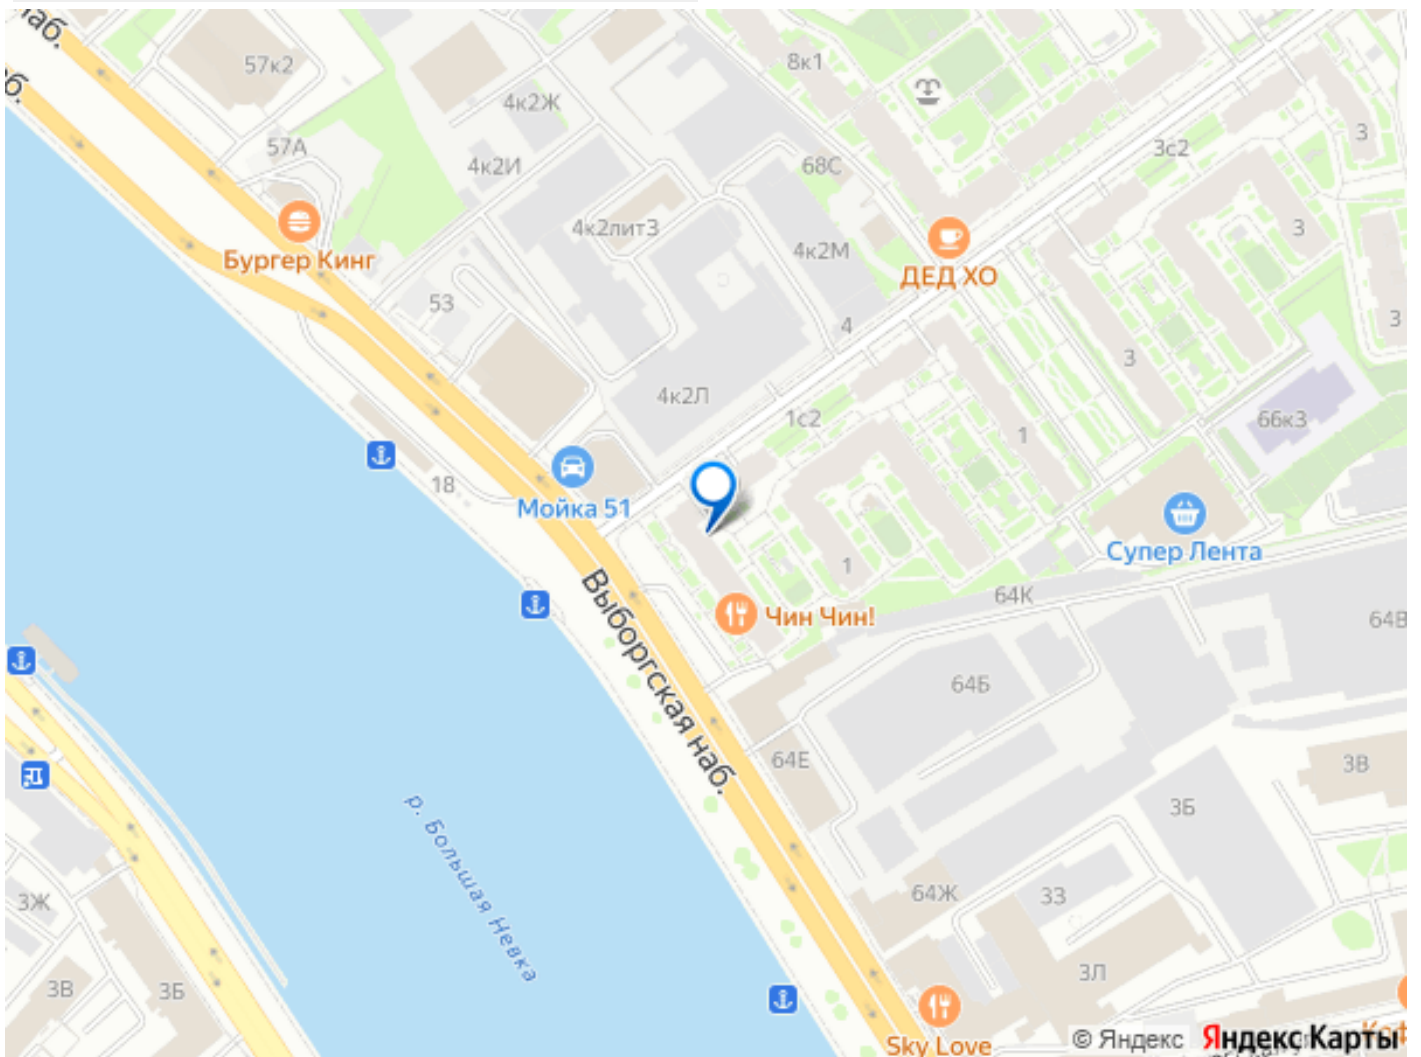 наб.
57к2
8к1
4к2Ж
57А
3с2
3
4к2И
68С
4к2литЗ
4к2М
3
Бургер Кинг
ДЕД ХО
53
4
3
3
4к2Л
1с2
66к3
1
18
Мойка 51
Супер Лента
1
64К
Чин Чин!
64В
Выборгская наб.
64Б
64Е
3В
3Б
р. Большая Невка
64Ж
33
3Ж
3Л
3В
3Б
Sky Love
© Яндекс
Яндекс Карты